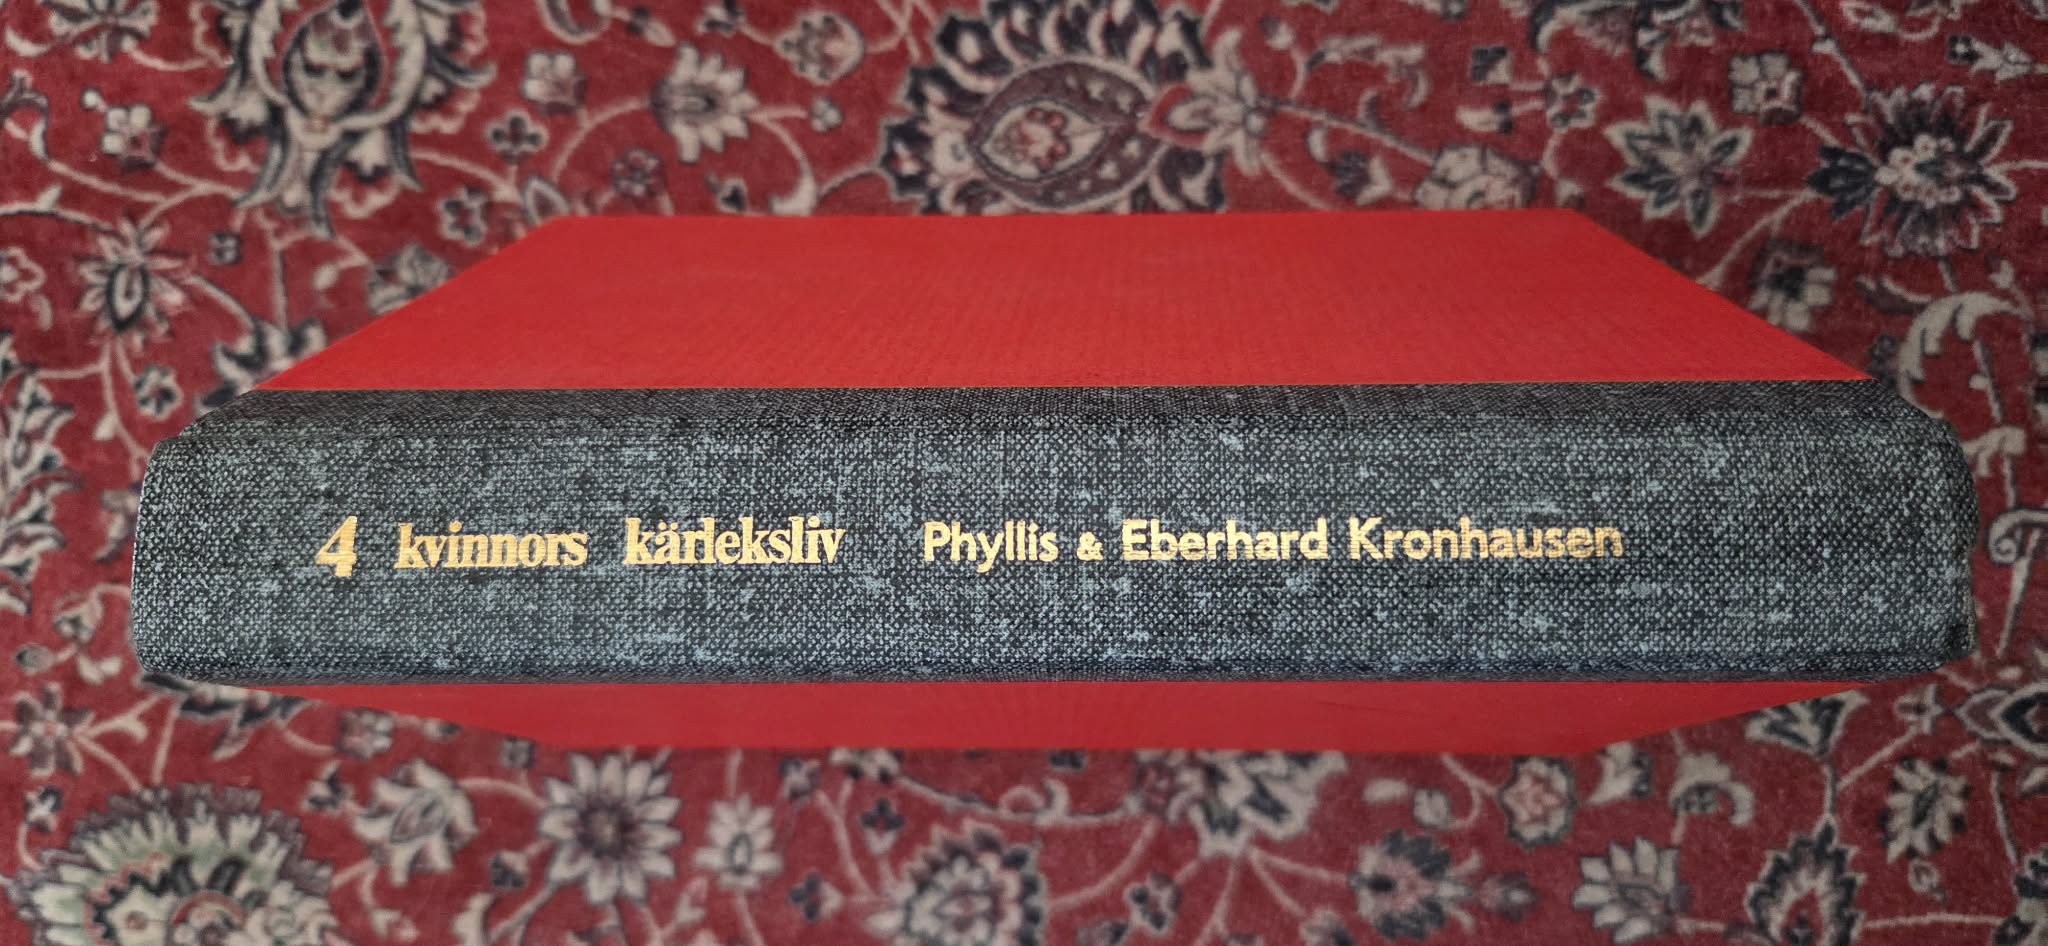 4 kvinnors kärleksliv Phyllis & Eberhard Kronhausen